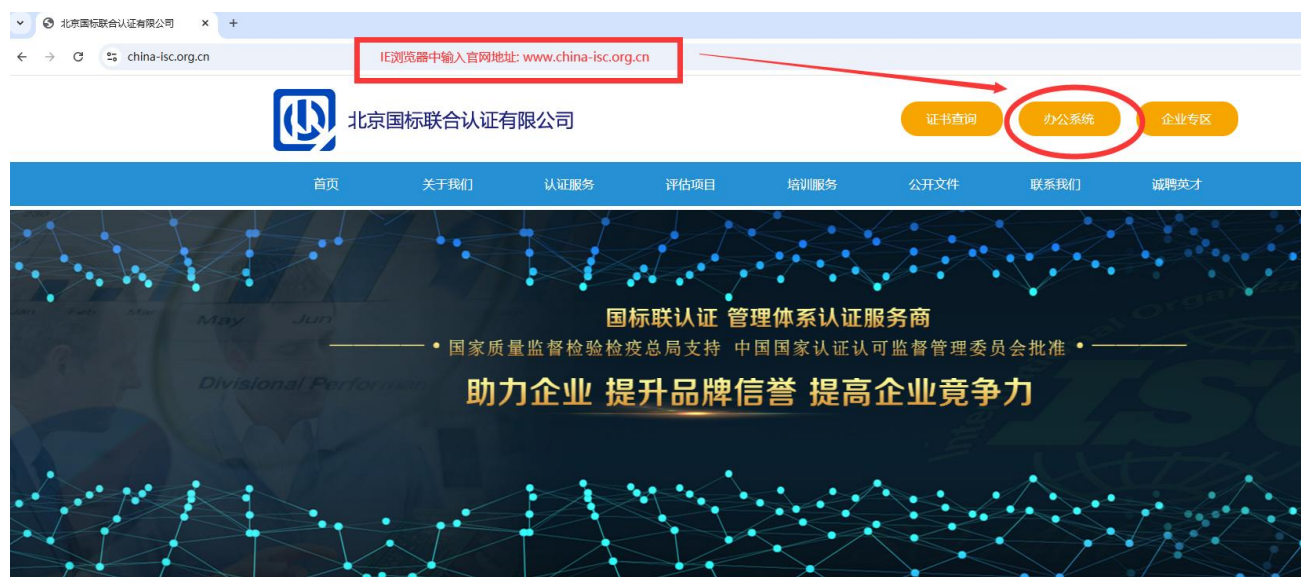 北京国标联合认证有限公司
china-isc.org.cn
IE浏览器中输入官网地址: www.china-isc.org.cn
北京国标联合认证有限公司
证书查询 办公系统 企业专区
首页 关于我们 认证服务 评估项目 培训服务 公开文件 联系我们 诚聘英才
Jan Feb Mar May Jun
国标联认证 管理体系认证服务商
• 国家质量监督检验检疫总局支持 中国国家认证认可监督管理委员会批准 •
Divisional Perform
助力企业 提升品牌信誉 提高企业竞争力